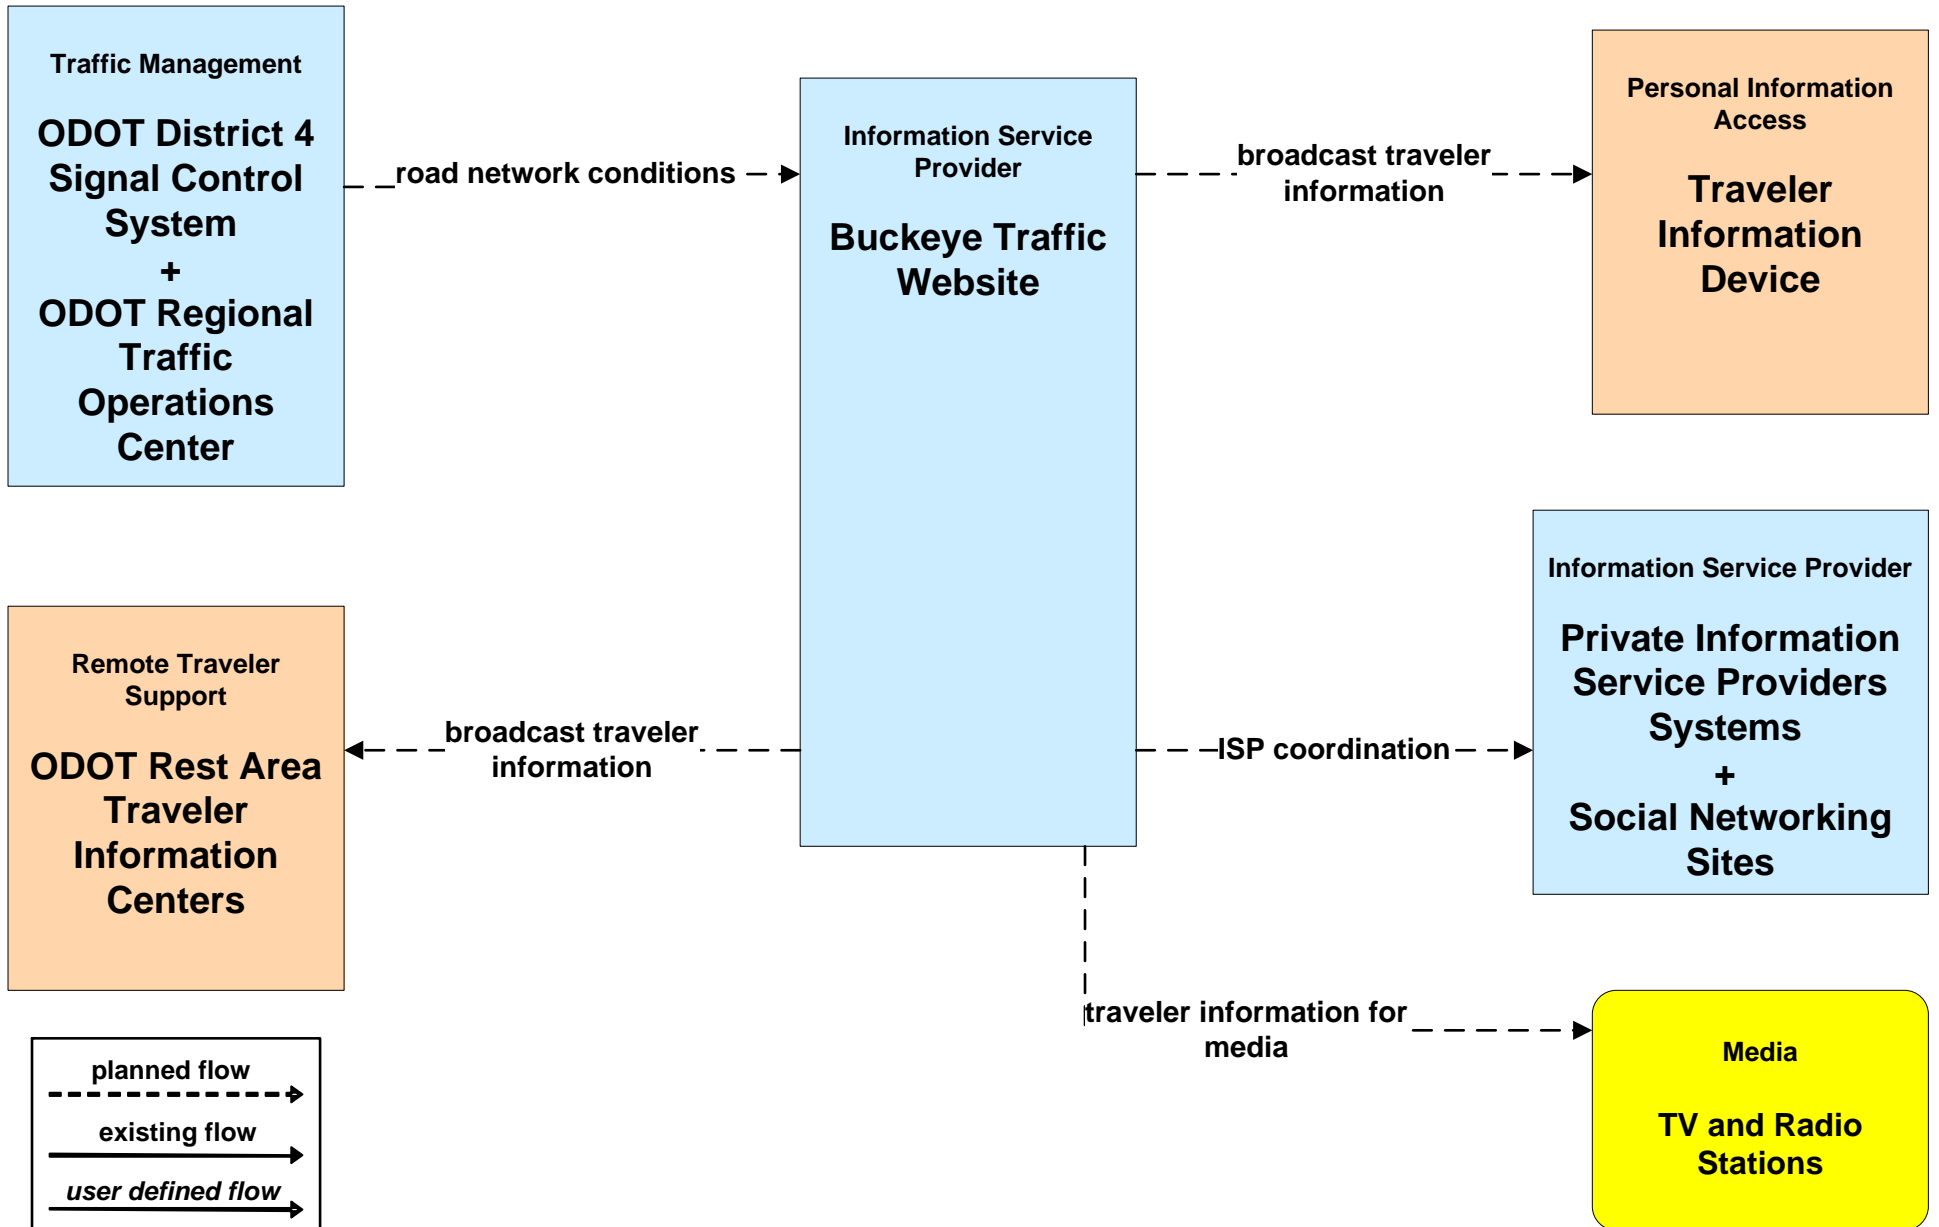 Traffic Management
ODOT District 4
Signal Control
System
+
ODOT Regional
Traffic
Operations
Center
road network conditions
Information Service
Provider
Buckeye Traffic
Website
broadcast traveler
information
Personal Information
Access
Traveler
Information
Device
Remote Traveler
Support
ODOT Rest Area
Traveler
Information
Centers
broadcast traveler
information
ISP coordination
Information Service Provider
Private Information
Service Providers
Systems
+
Social Networking
Sites
traveler information for
media
Media
TV and Radio
Stations
planned flow
existing flow
user defined flow